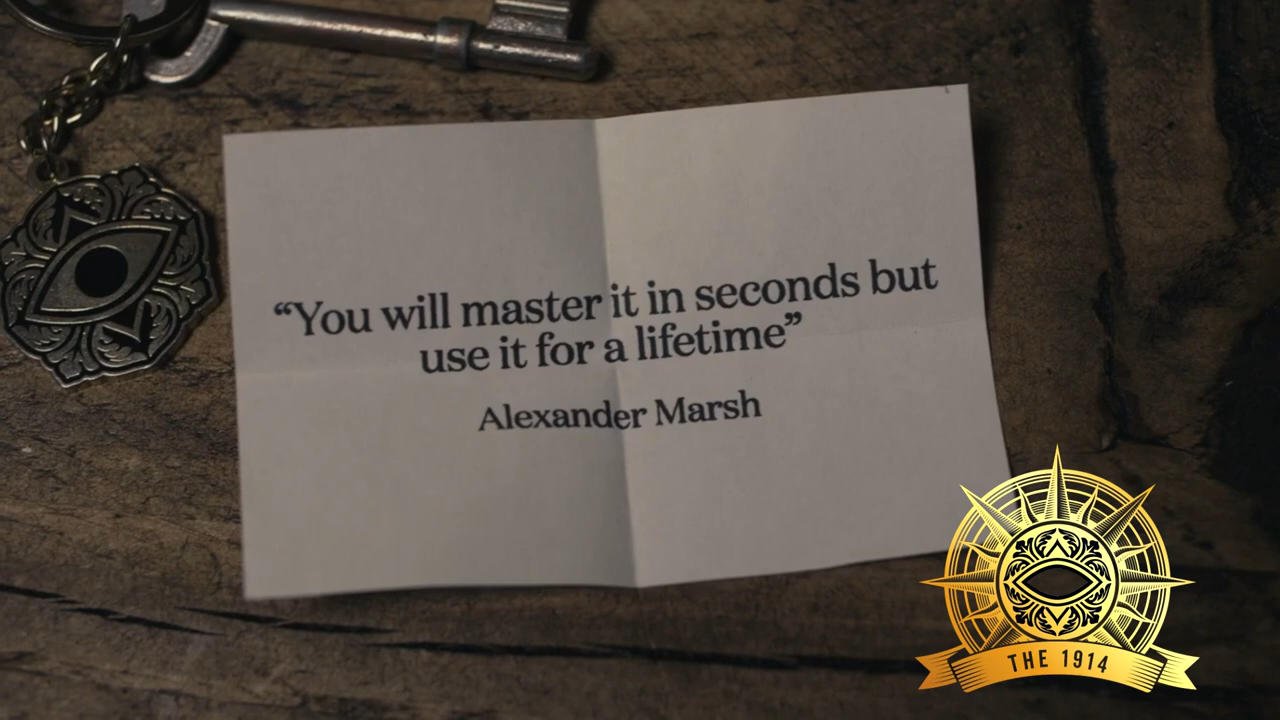 “You will master it in seconds but
use it for a lifetime”
Alexander Marsh
THE 1914